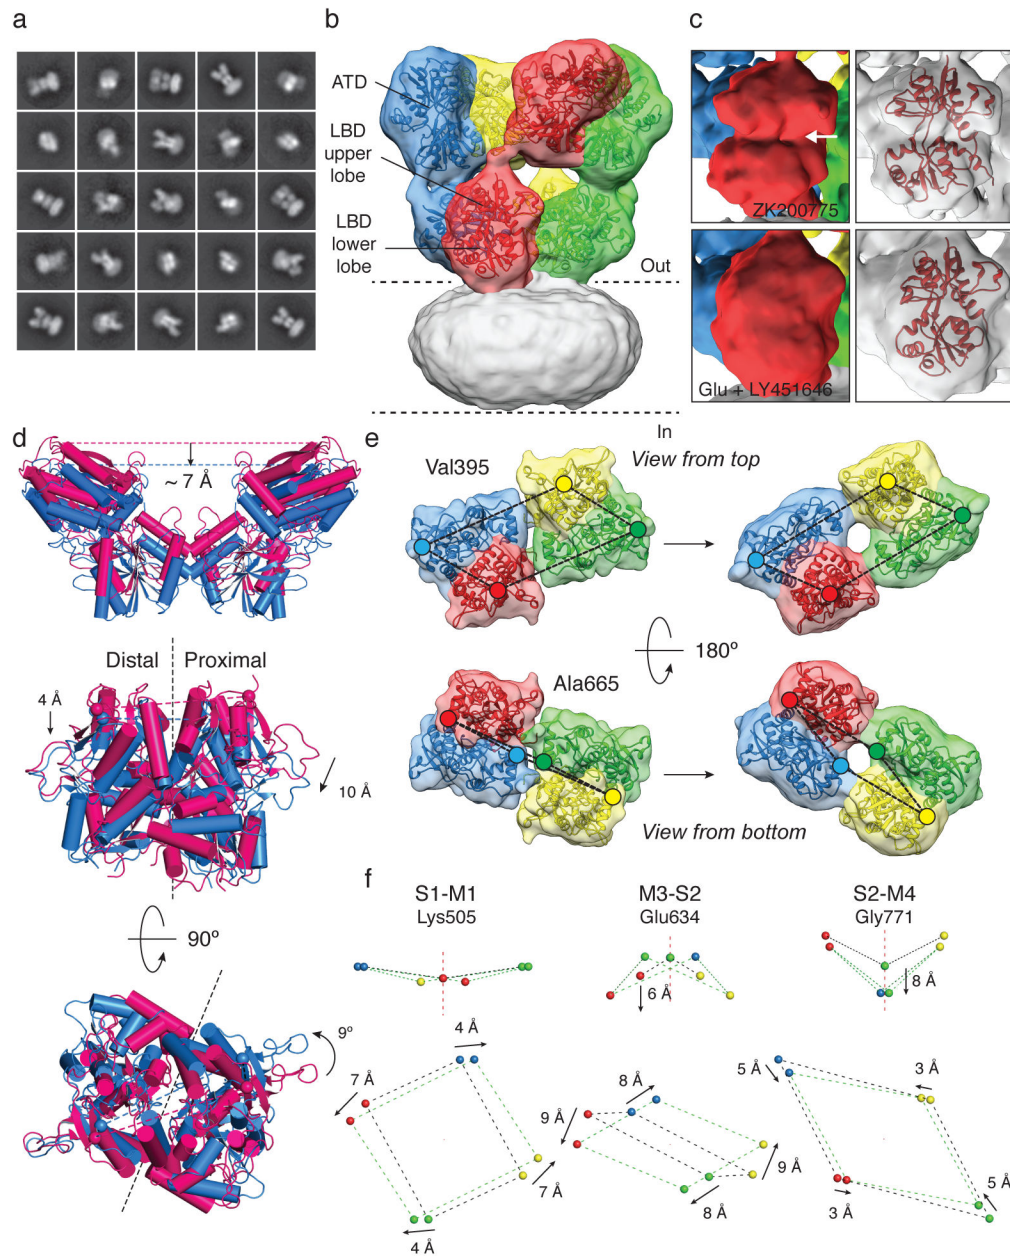 a
b
ATD
LBD
upper
lobe
LBD
lower
lobe
Out
In
c
ZK200775
Glu + LY451646
d
~ 7 Å
Distal
Proximal
4 Å
10 Å
90º
9º
e
Val395
View from top
180º
Ala665
View from bottom
f
S1-M1
Lys505
M3-S2
Glu634
S2-M4
Gly771
6 Å
8 Å
4 Å
7 Å
7 Å
4 Å
8 Å
9 Å
9 Å
8 Å
5 Å
3 Å
3 Å
5 Å